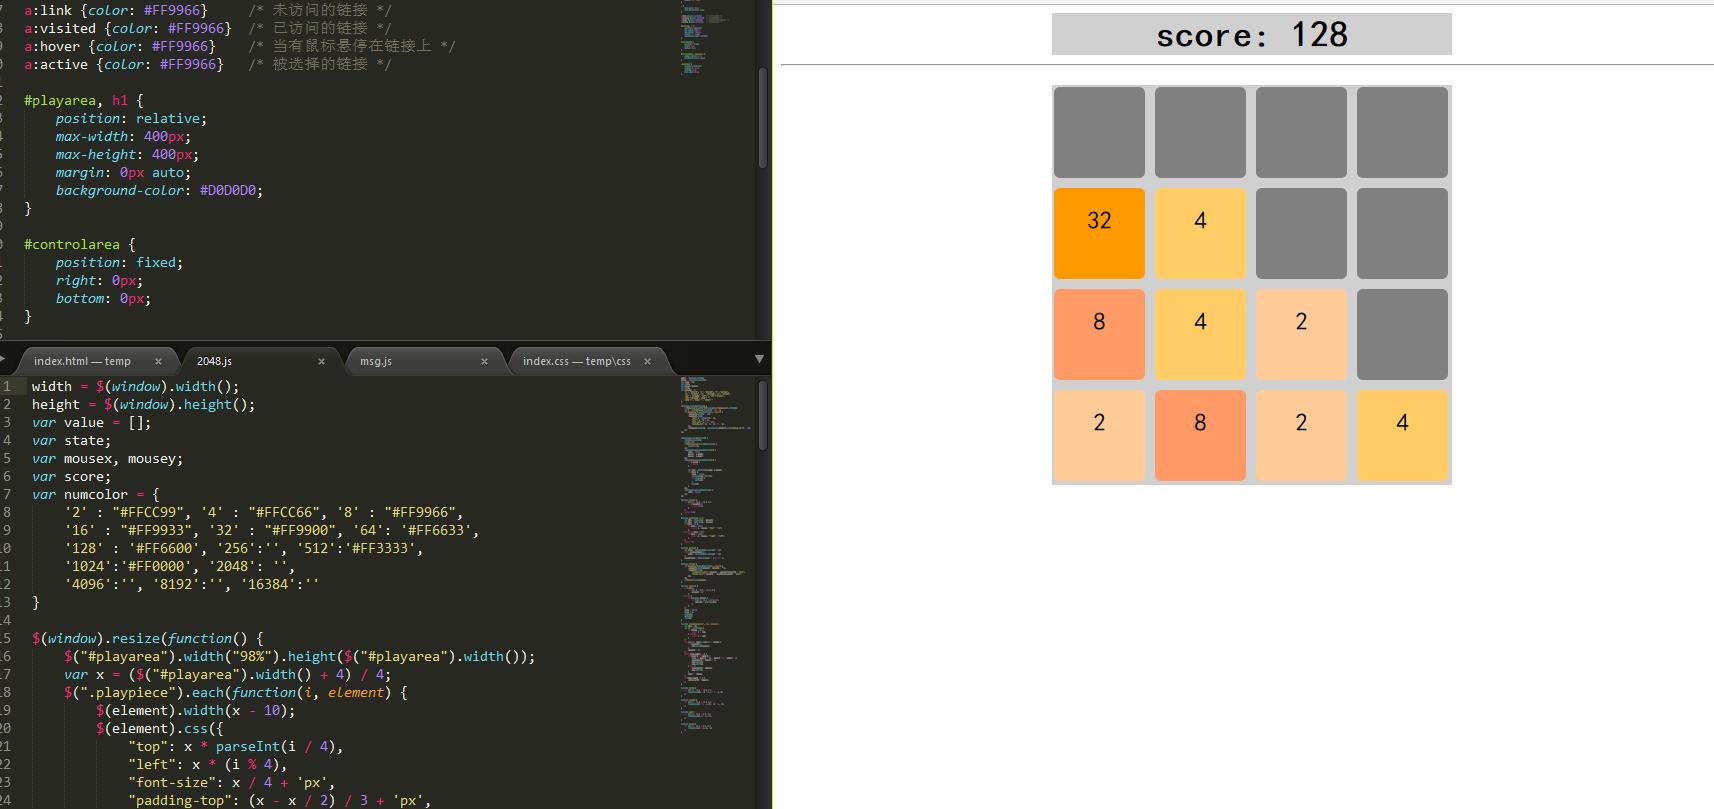 a:link {color: #FF9966}     /* 未访问的链接 */
a:visited {color: #FF9966}  /* 已访问的链接 */
a:hover {color: #FF9966}    /* 当有鼠标悬停在链接上 */
a:active {color: #FF9966}   /* 被选择的链接 */
#playarea, h1 {
    position: relative;
    max-width: 400px;
    max-height: 400px;
    margin: 0px auto;
    background-color: #D0D0D0;
}
#controlarea {
    position: fixed;
    right: 0px;
    bottom: 0px;
}
index.html — temp × 2048.js × msg.js × index.css — temp\css ×
1 width = $(window).width();
2 height = $(window).height();
3 var value = [];
4 var state;
5 var mousex, mousey;
6 var score;
7 var numcolor = {
8     '2' : "#FFCC99", '4' : "#FFCC66", '8' : "#FF9966",
9     '16' : "#FF9933", '32' : "#FF9900", '64': '#FF6633',
10     '128' : '#FF6600', '256':'', '512':'#FF3333',
11     '1024':'#FF0000', '2048': '',
12     '4096':'', '8192':'', '16384':''
13 }
14
15 $(window).resize(function() {
16     $("#playarea").width("98%").height($("#playarea").width());
17     var x = ($("#playarea").width() + 4) / 4;
18     $(".playpiece").each(function(i, element) {
19         $(element).width(x - 10);
20         $(element).css({
21             "top": x * parseInt(i / 4),
22             "left": x * (i % 4),
23             "font-size": x / 4 + 'px',
24             "padding-top": (x - x / 2) / 3 + 'px',
score: 128
32 4
8 4 2
2 8 2 4